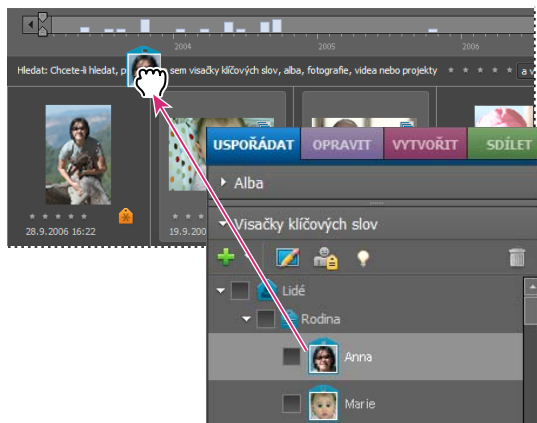 2004 2005 2006
Hledat: Chcete-li hledat, p sem visačky klíčových slov, alba, fotografie, videa nebo projekty
28.9.2006 16:22
19.9.200
USPOŘÁDAT OPRAVIT VYTVOŘIT SDÍLET
Alba
Visačky klíčových slov
Lidé
Rodina
Anna
Marie